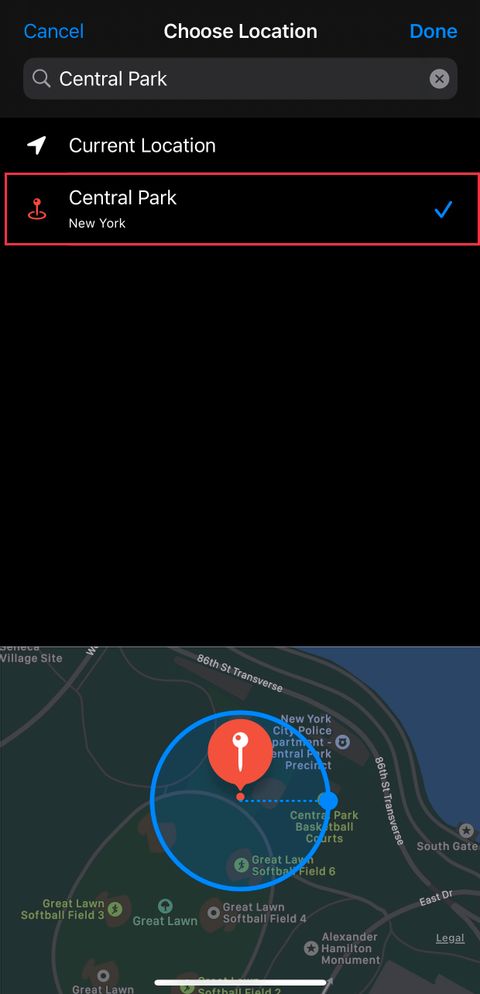 Cancel Choose Location Done
Central Park
Current Location
Central Park
New York
Seneca
Village Site
86th St Transverse
New York
City Police
partment -
entral Park
Precinct
86th St Transverse
Central Park
Basketball
Courts
South Gate
Great Lawn
Softball Field 6
East Dr
Great Lawn
Softball Field 3
Great Lawn
Great Lawn
Softball Field 4
Alexander
Hamilton
Monument
Legal
Great Lawn
Great Lawn
Softball Field 2